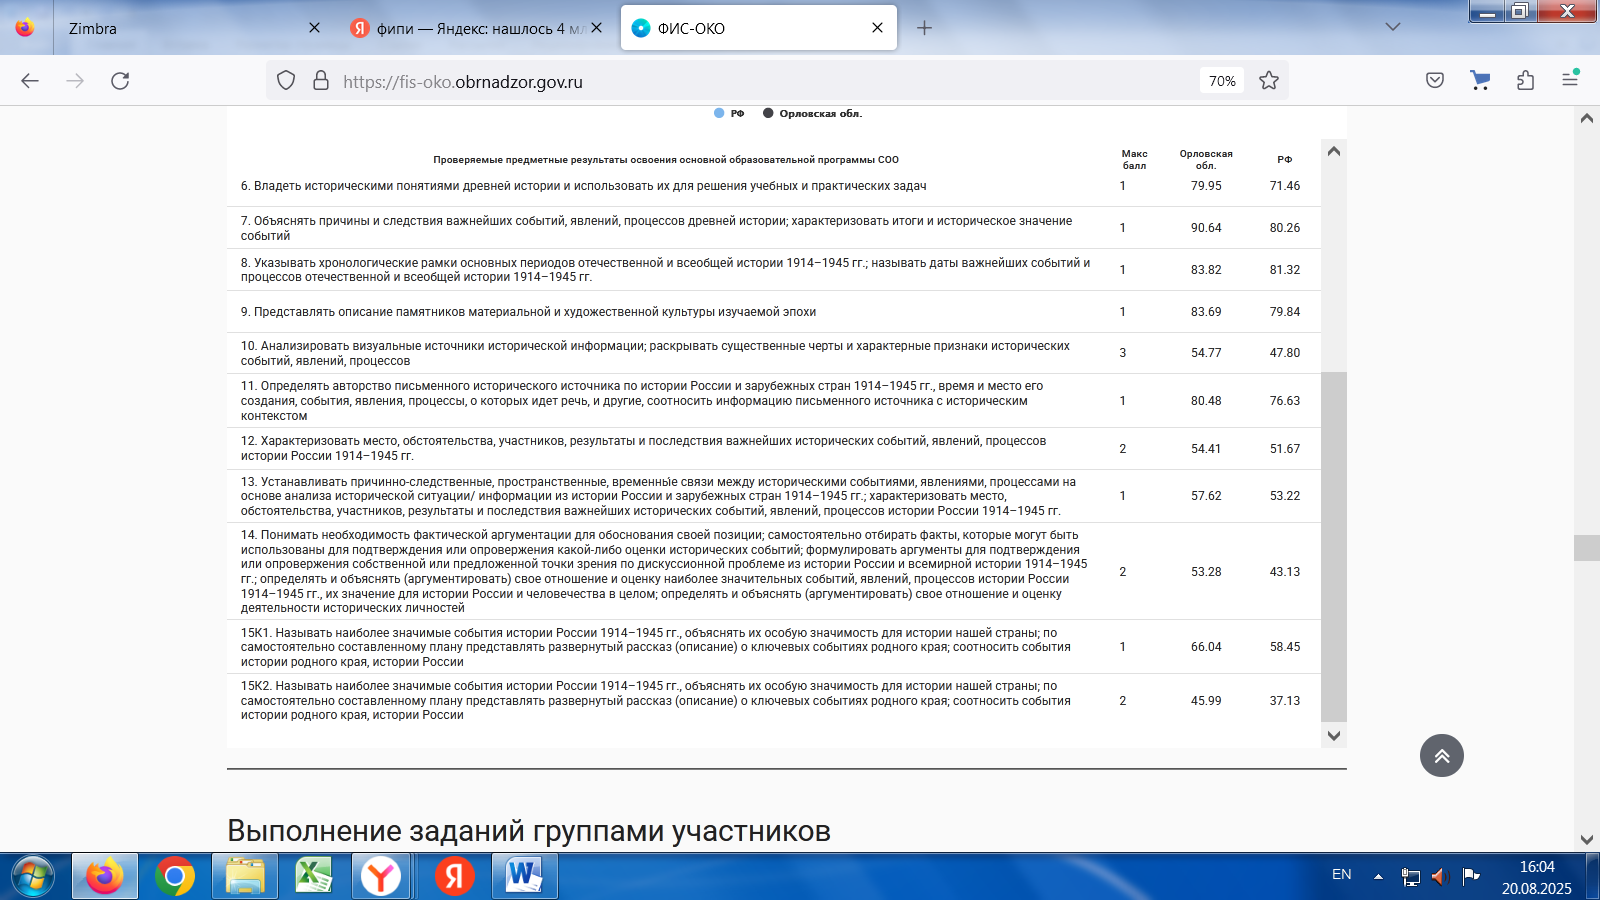 Zimbra
фипи — Яндекс: нашлось 4 мл
ФИС-ОКО
https://fis-oko.obrnadzor.gov.ru
70%
РФ Орловская обл.
Проверяемые предметные результаты освоения основной образовательной программы СОО
Макс балл
Орловская обл.
РФ
6. Владеть историческими понятиями древней истории и использовать их для решения учебных и практических задач
1 79.95 71.46
7. Объяснять причины и следствия важнейших событий, явлений, процессов древней истории; характеризовать итоги и историческое значение
событий
1 90.64 80.26
8. Указывать хронологические рамки основных периодов отечественной и всеобщей истории 1914–1945 гг.; называть даты важнейших событий и
процессов отечественной и всеобщей истории 1914–1945 гг.
1 83.82 81.32
9. Представлять описание памятников материальной и художественной культуры изучаемой эпохи
1 83.69 79.84
10. Анализировать визуальные источники исторической информации; раскрывать существенные черты и характерные признаки исторических
событий, явлений, процессов
3 54.77 47.80
11. Определять авторство письменного исторического источника по истории России и зарубежных стран 1914–1945 гг., время и место его
создания, события, явления, процессы, о которых идет речь, и другие, соотносить информацию письменного источника с историческим
контекстом
1 80.48 76.63
12. Характеризовать место, обстоятельства, участников, результаты и последствия важнейших исторических событий, явлений, процессов
истории России 1914–1945 гг.
2 54.41 51.67
13. Устанавливать причинно-следственные, пространственные, временны́е связи между историческими событиями, явлениями, процессами на
основе анализа исторической ситуации/ информации из истории России и зарубежных стран 1914–1945 гг.; характеризовать место,
обстоятельства, участников, результаты и последствия важнейших исторических событий, явлений, процессов истории России 1914–1945 гг.
1 57.62 53.22
14. Понимать необходимость фактической аргументации для обоснования своей позиции; самостоятельно отбирать факты, которые могут быть
использованы для подтверждения или опровержения какой-либо оценки исторических событий; формулировать аргументы для подтверждения
или опровержения собственной или предложенной точки зрения по дискуссионной проблеме из истории России и всемирной истории 1914–1945
гг.; определять и объяснять (аргументировать) свое отношение и оценку наиболее значительных событий, явлений, процессов истории России
1914–1945 гг., их значение для истории России и человечества в целом; определять и объяснять (аргументировать) свое отношение и оценку
деятельности исторических личностей
2 53.28 43.13
15К1. Называть наиболее значимые события истории России 1914–1945 гг., объяснять их особую значимость для истории нашей страны; по
самостоятельно составленному плану представлять развернутый рассказ (описание) о ключевых событиях родного края; соотносить события
истории родного края, истории России
1 66.04 58.45
15К2. Называть наиболее значимые события истории России 1914–1945 гг., объяснять их особую значимость для истории нашей страны; по
самостоятельно составленному плану представлять развернутый рассказ (описание) о ключевых событиях родного края; соотносить события
истории родного края, истории России
2 45.99 37.13
Выполнение заданий группами участников
EN
16:04
20.08.2025